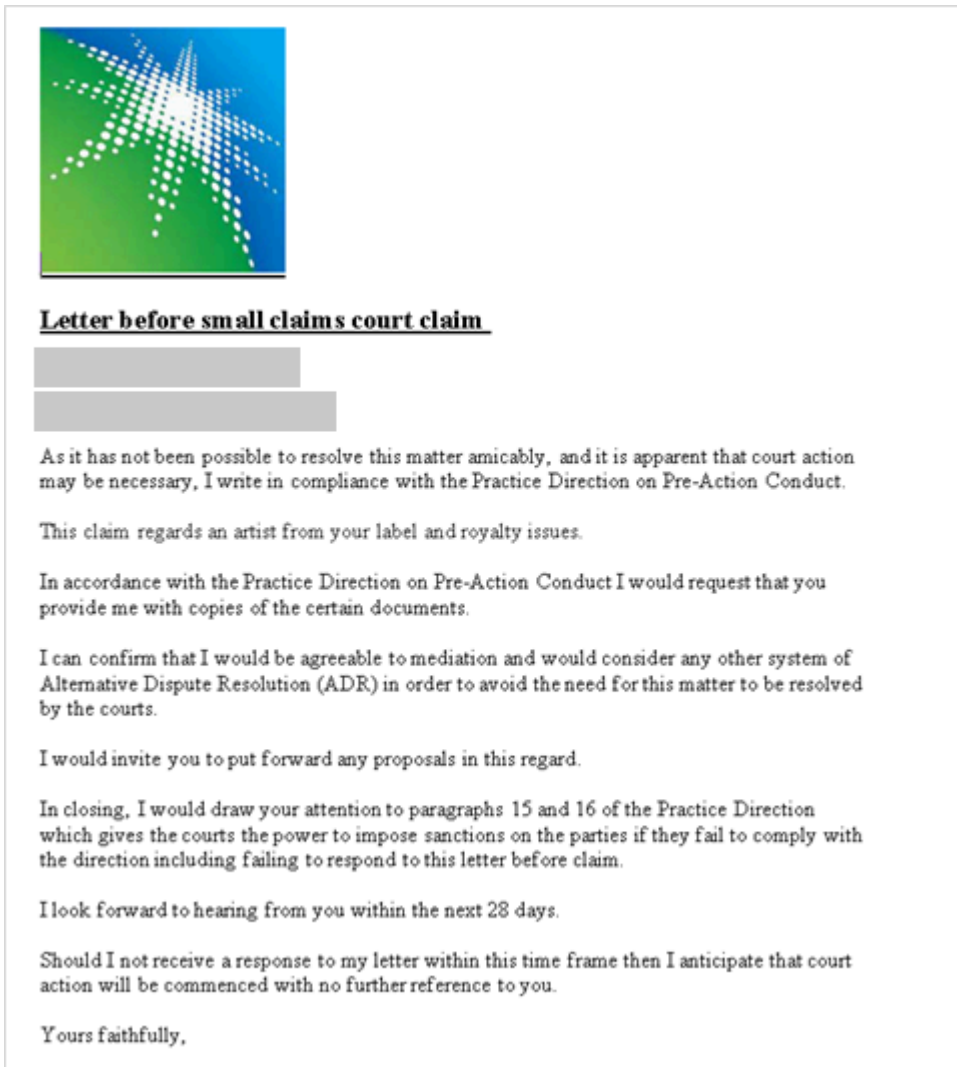 Letter before small claims court claim
As it has not been possible to resolve this matter amicably, and it is apparent that court action
may be necessary, I write in compliance with the Practice Direction on Pre-Action Conduct.
This claim regards an artist from your label and royalty issues.
In accordance with the Practice Direction on Pre-Action Conduct I would request that you
provide me with copies of the certain documents.
I can confirm that I would be agreeable to mediation and would consider any other system of
Alternative Dispute Resolution (ADR) in order to avoid the need for this matter to be resolved
by the courts.
I would invite you to put forward any proposals in this regard.
In closing, I would draw your attention to paragraphs 15 and 16 of the Practice Direction
which gives the courts the power to impose sanctions on the parties if they fail to comply with
the direction including failing to respond to this letter before claim.
I look forward to hearing from you within the next 28 days.
Should I not receive a response to my letter within this time frame then I anticipate that court
action will be commenced with no further reference to you.
Yours faithfully,